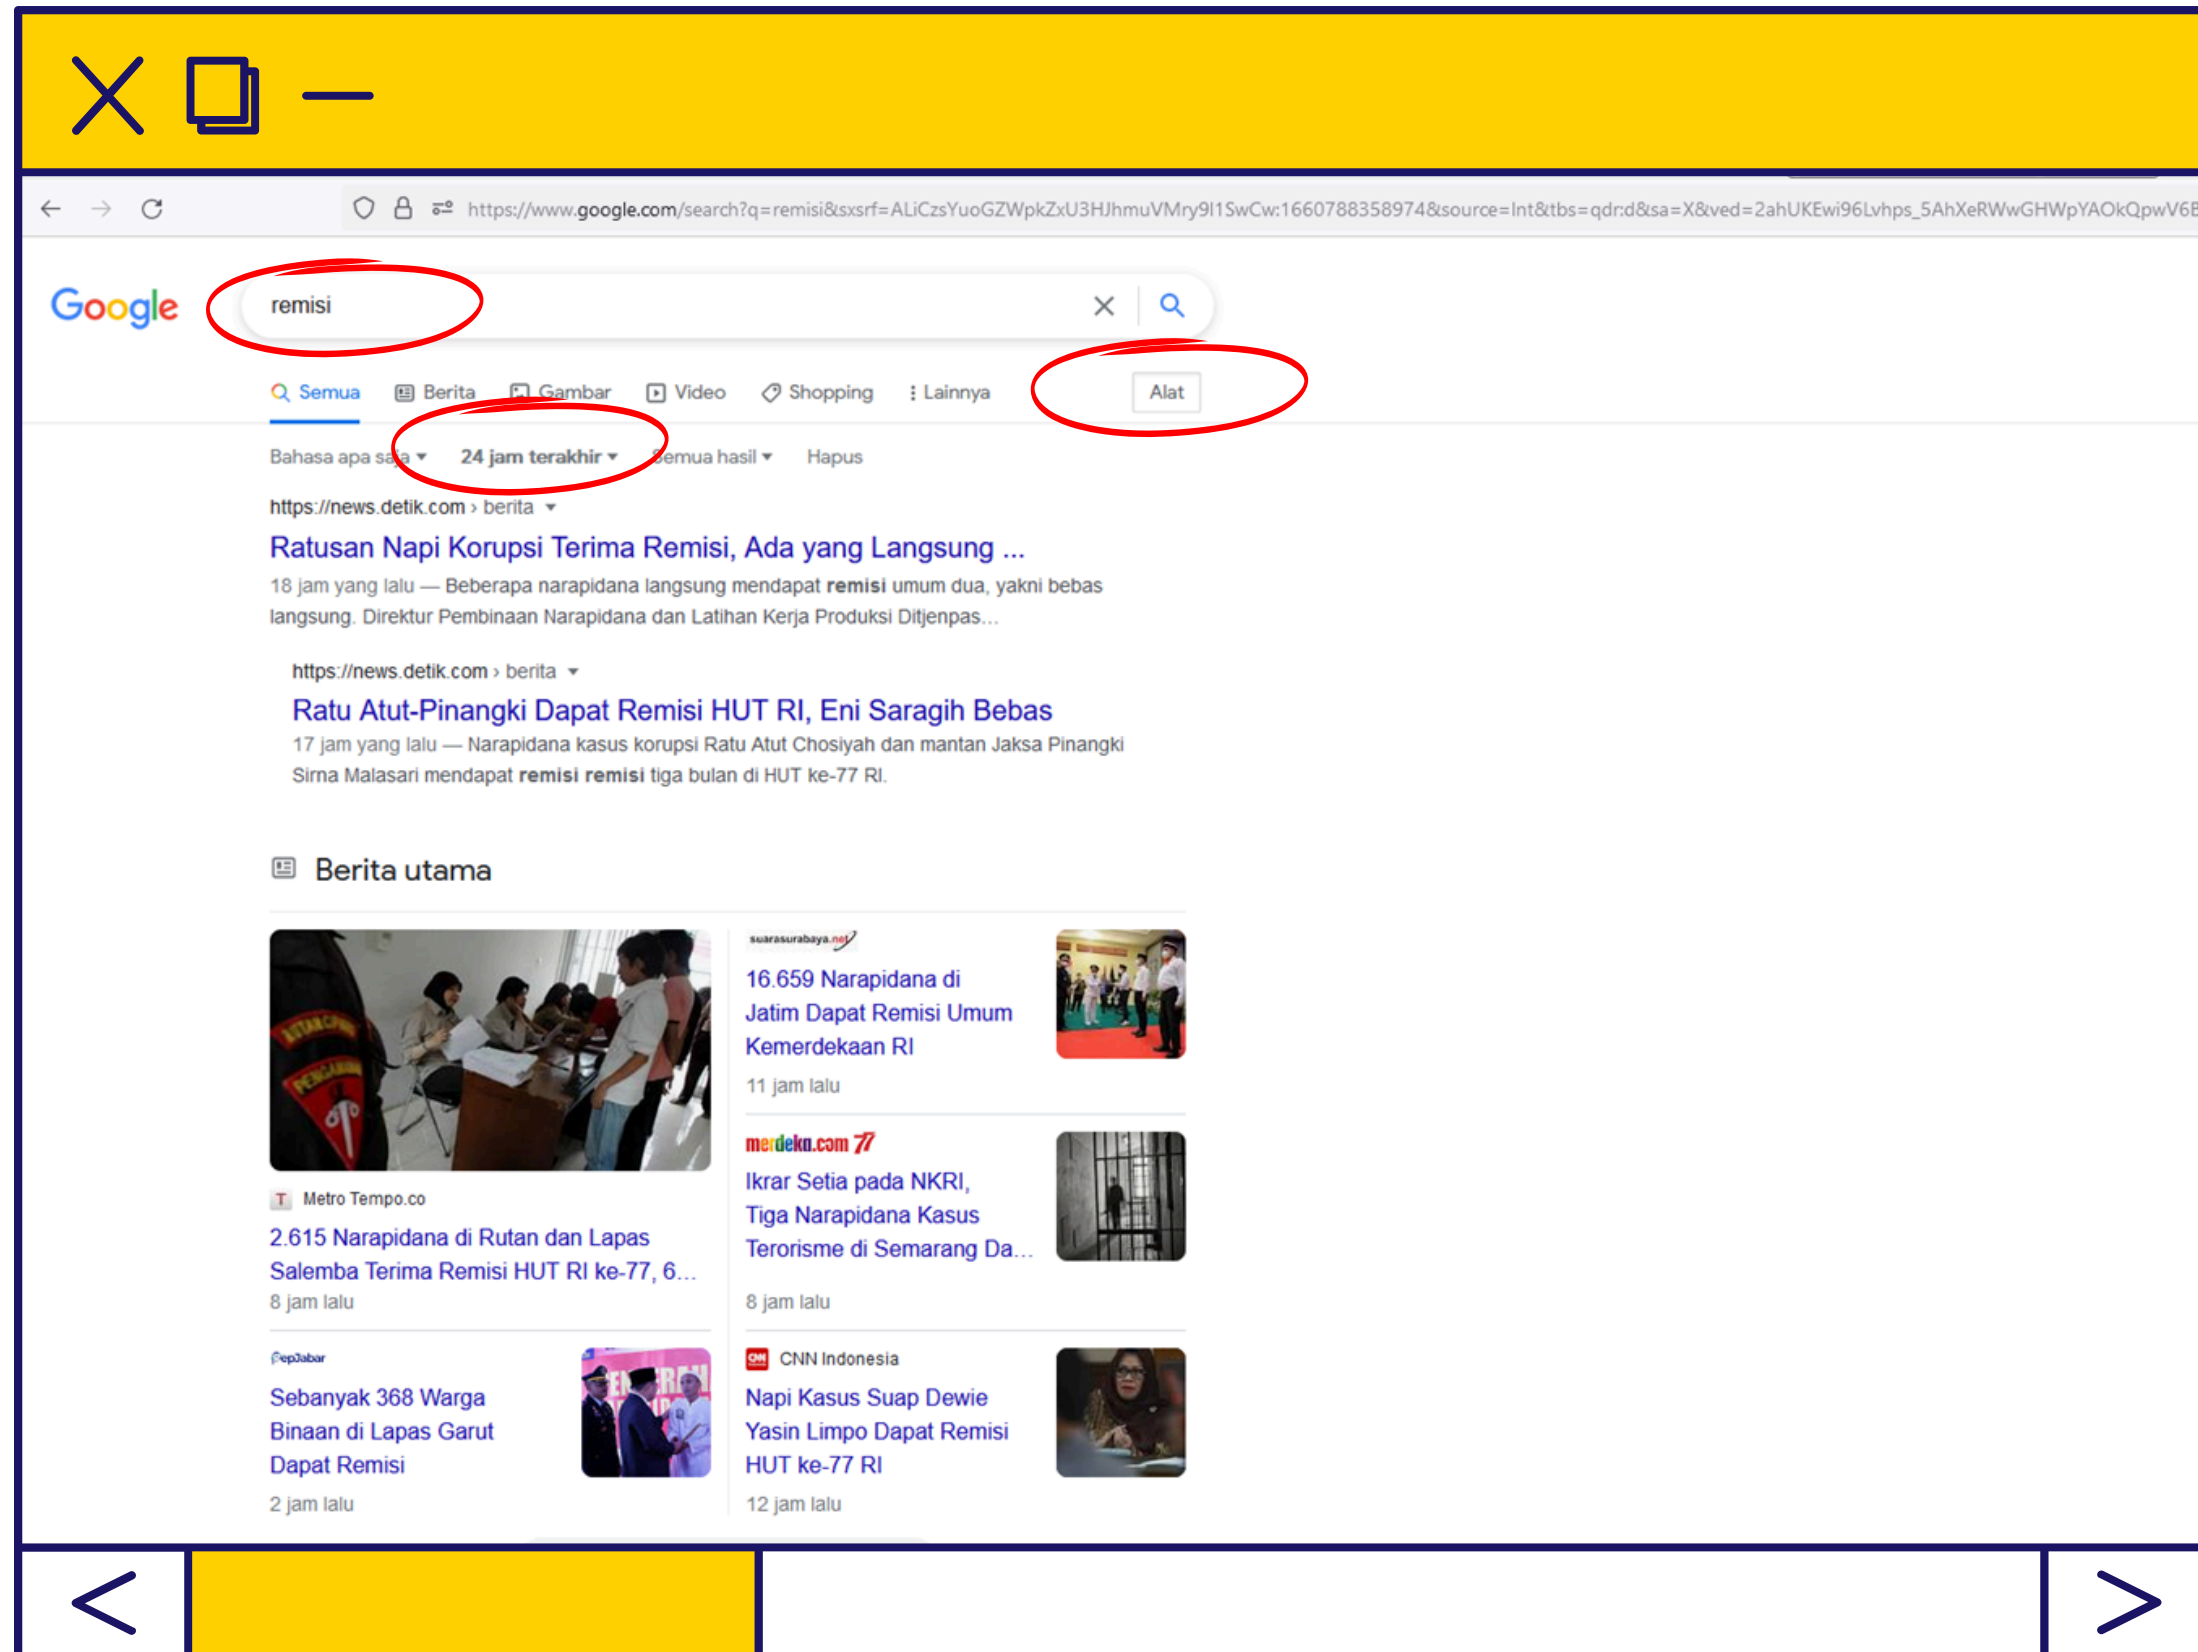 https://www.google.com/search?q=remisi&sxsrf=ALiCzsYuoGZWpkZxU3HJhmuVMry9I1SwCw:1660788358974&source=lnt&tbs=qdr:d&sa=X&ved=2ahUKEwi96Lvhps_5AhXeRWwGHWpYAOkQpwV6B
Google
remisi
Semua Berita Gambar Video Shopping Lainnya Alat
Bahasa apa saja 24 jam terakhir Semua hasil Hapus
https://news.detik.com › berita
Ratusan Napi Korupsi Terima Remisi, Ada yang Langsung ...
18 jam yang lalu — Beberapa narapidana langsung mendapat remisi umum dua, yakni bebas
langsung. Direktur Pembinaan Narapidana dan Latihan Kerja Produksi Ditjenpas...
https://news.detik.com › berita
Ratu Atut-Pinangki Dapat Remisi HUT RI, Eni Saragih Bebas
17 jam yang lalu — Narapidana kasus korupsi Ratu Atut Chosiyah dan mantan Jaksa Pinangki
Sirna Malasari mendapat remisi remisi tiga bulan di HUT ke-77 RI.
Berita utama
T Metro Tempo.co
2.615 Narapidana di Rutan dan Lapas
Salemba Terima Remisi HUT RI ke-77, 6...
8 jam lalu
suarasurabaya.net
16.659 Narapidana di
Jatim Dapat Remisi Umum
Kemerdekaan RI
11 jam lalu
merdeka.com 77
Ikrar Setia pada NKRI,
Tiga Narapidana Kasus
Terorisme di Semarang Da...
8 jam lalu
AyepJabar
Sebanyak 368 Warga
Binaan di Lapas Garut
Dapat Remisi
2 jam lalu
CNN CNN Indonesia
Napi Kasus Suap Dewie
Yasin Limpo Dapat Remisi
HUT ke-77 RI
12 jam lalu